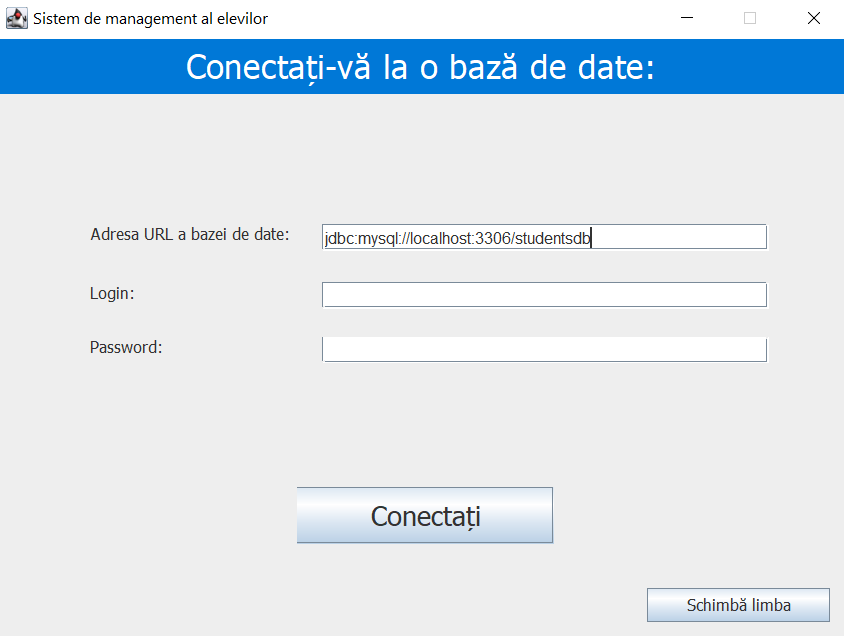 Sistem de management al elevilor
Conectați-vă la o bază de date:
Adresa URL a bazei de date:
jdbc:mysql://localhost:3306/studentsdb
Login:
Password:
Conectați
Schimbă limba